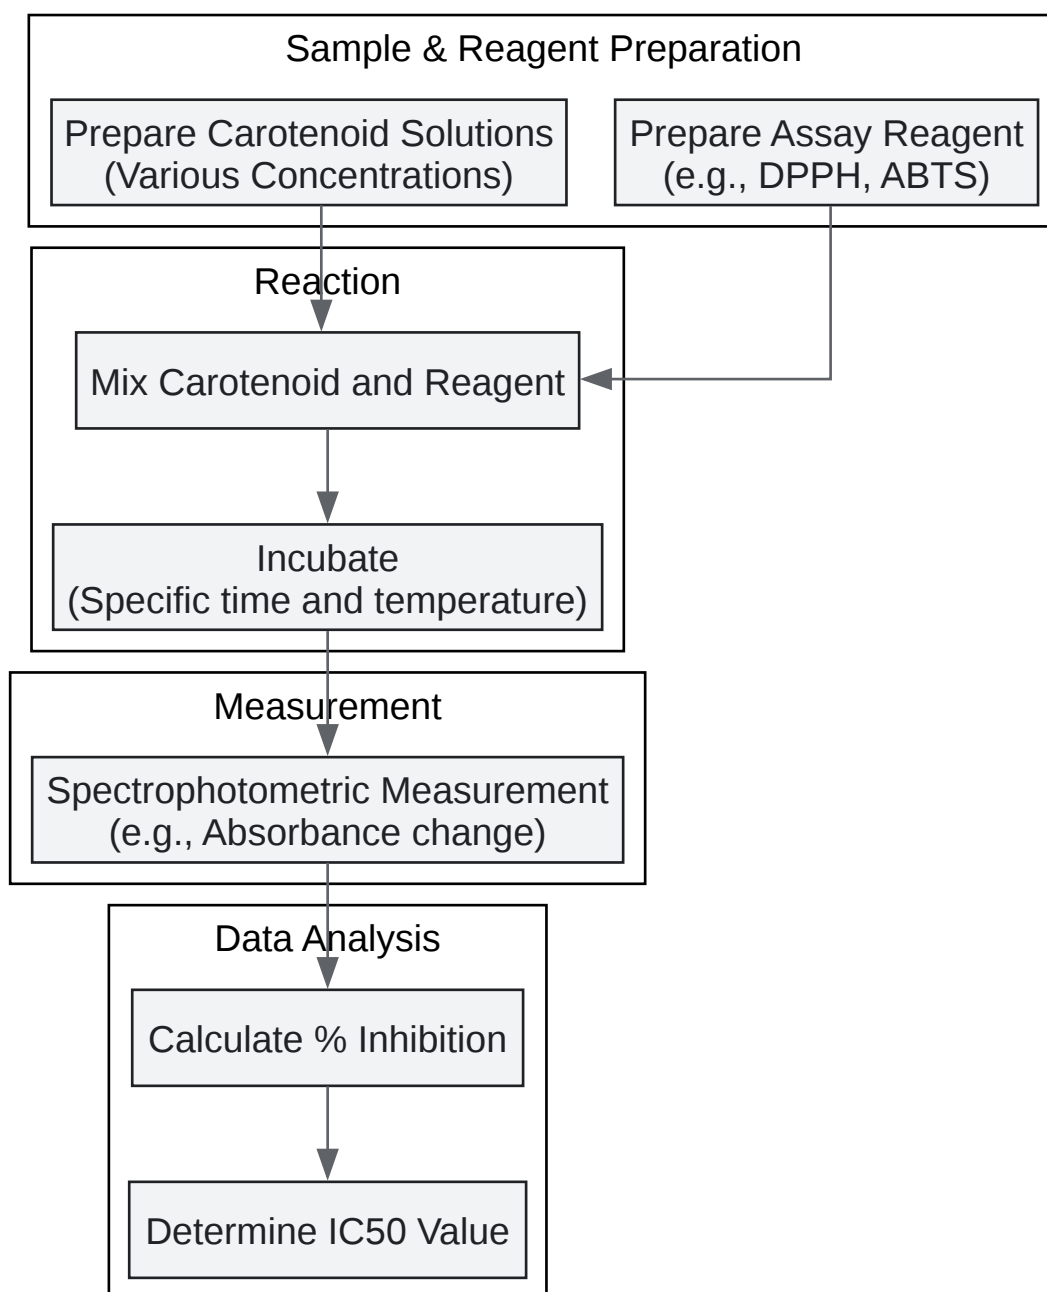 Sample & Reagent Preparation
Prepare Carotenoid Solutions
(Various Concentrations)
Prepare Assay Reagent
(e.g., DPPH, ABTS)
Reaction
Mix Carotenoid and Reagent
Incubate
(Specific time and temperature)
Measurement
Spectrophotometric Measurement
(e.g., Absorbance change)
Data Analysis
Calculate % Inhibition
Determine IC50 Value